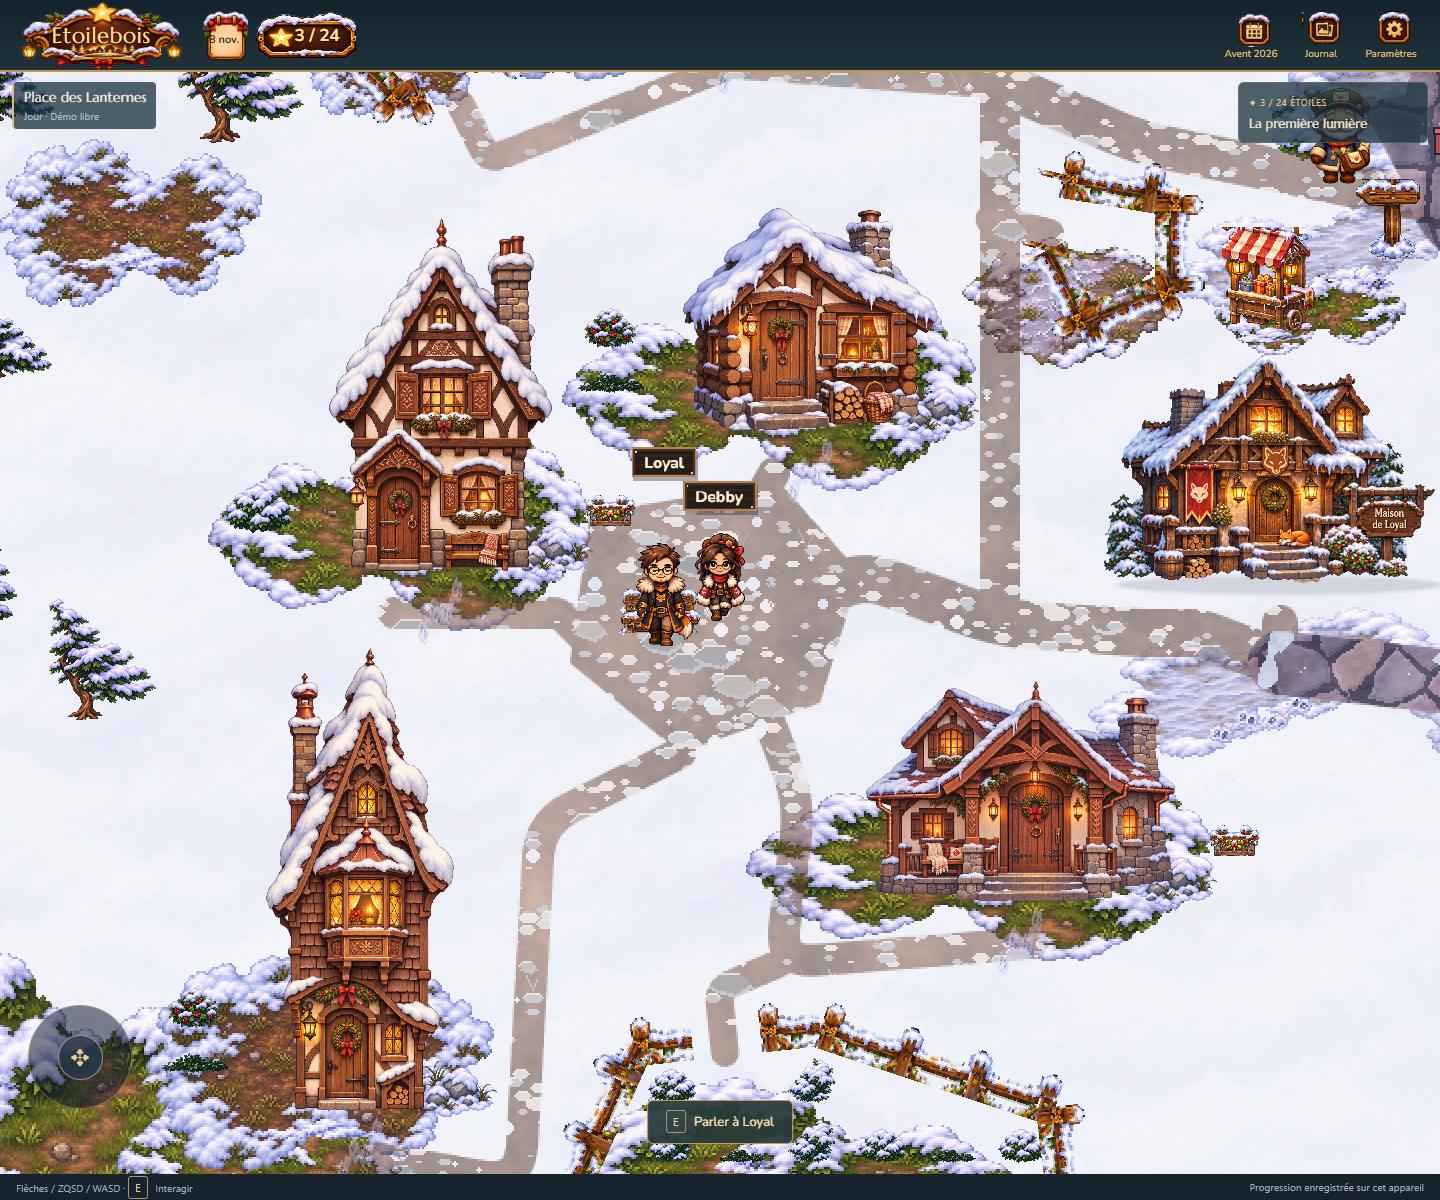 Etoilebois
8 nov.
3 / 24
Avent 2026
Journal
Paramètres
Place des Lanternes
Jour · Démo libre
✦ 3 / 24 ÉTOILES
La première lumière
Loyal
Debby
Maison
de Loyal
E Parler à Loyal
Flèches / ZQSD / WASD · E Interagir
Progression enregistrée sur cet appareil